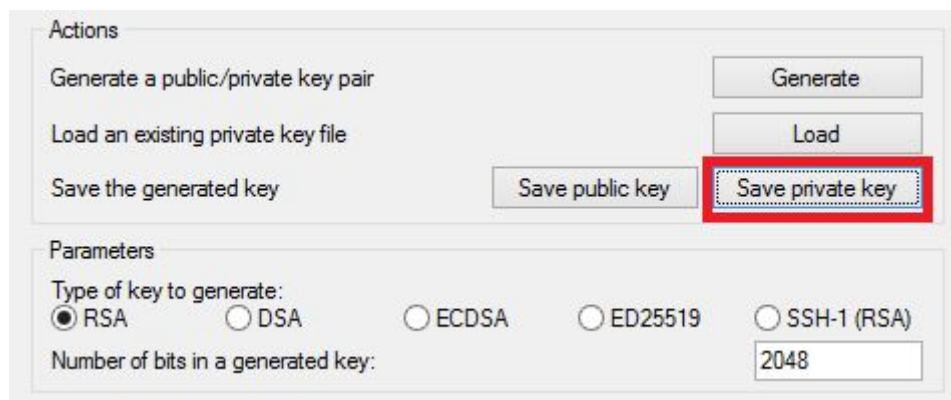 Actions
Generate a public/private key pair Generate
Load an existing private key file Load
Save the generated key Save public key Save private key
Parameters
Type of key to generate:
RSA DSA ECDSA ED25519 SSH-1 (RSA)
Number of bits in a generated key: 2048